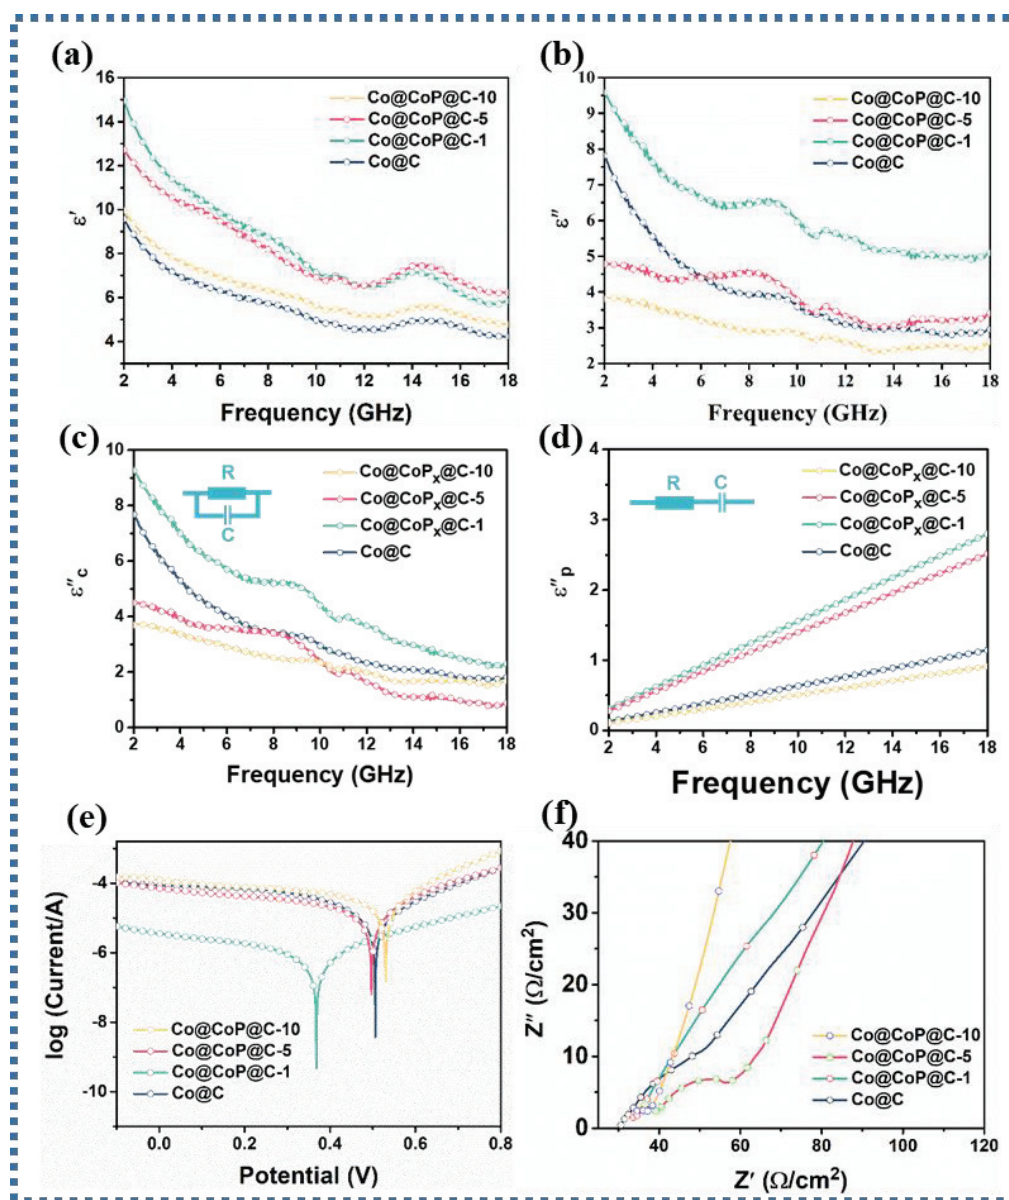 (a)
16
14
12
10
8
6
4
ε′
Co@CoP@C-10
Co@CoP@C-5
Co@CoP@C-1
Co@C
2 4 6 8 10 12 14 16 18
Frequency (GHz)
(b)
10
9
8
7
6
5
4
3
2
ε″
Co@CoP@C-10
Co@CoP@C-5
Co@CoP@C-1
Co@C
2 4 6 8 10 12 14 16 18
Frequency (GHz)
(c)
10
8
6
4
2
0
ε″c
R
C
Co@CoPx@C-10
Co@CoPx@C-5
Co@CoPx@C-1
Co@C
2 4 6 8 10 12 14 16 18
Frequency (GHz)
(d)
4
3
2
1
0
ε″p
R C
Co@CoPx@C-10
Co@CoPx@C-5
Co@CoPx@C-1
Co@C
2 4 6 8 10 12 14 16 18
Frequency (GHz)
(e)
-4
-6
-8
-10
log (Current/A)
Co@CoP@C-10
Co@CoP@C-5
Co@CoP@C-1
Co@C
0.0 0.2 0.4 0.6 0.8
Potential (V)
(f)
40
30
20
10
0
Z″ (Ω/cm²)
Co@CoP@C-10
Co@CoP@C-5
Co@CoP@C-1
Co@C
40 60 80 100 120
Z′ (Ω/cm²)